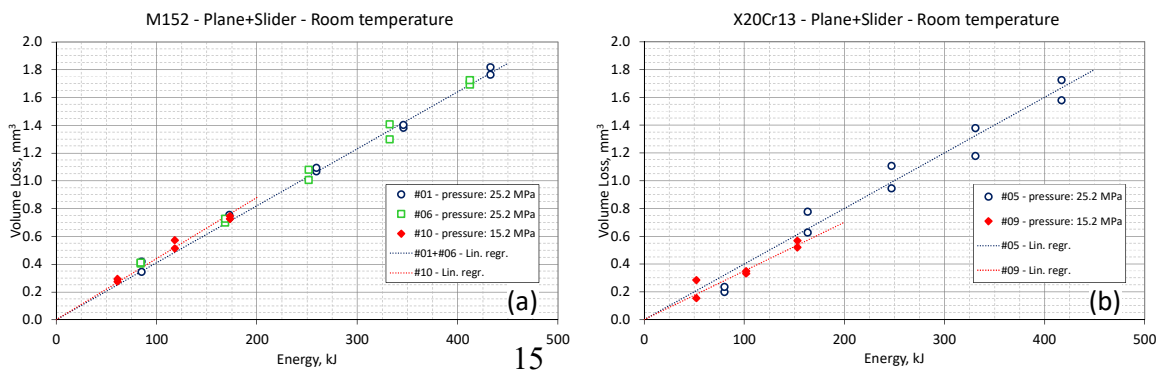 M152 - Plane+Slider - Room temperature
2.0
1.8
1.6
1.4
1.2
1.0
0.8
0.6
0.4
0.2
0.0
Volume Loss, mm³
0
100
200
300
400
500
Energy, kJ
#01 - pressure: 25.2 MPa
#06 - pressure: 25.2 MPa
#10 - pressure: 15.2 MPa
#01+#06 - Lin. regr.
#10 - Lin. regr.
(a)
15
X20Cr13 - Plane+Slider - Room temperature
2.0
1.8
1.6
1.4
1.2
1.0
0.8
0.6
0.4
0.2
0.0
Volume Loss, mm³
0
100
200
300
400
500
Energy, kJ
#05 - pressure: 25.2 MPa
#09 - pressure: 15.2 MPa
#05 - Lin. regr.
#09 - Lin. regr.
(b)